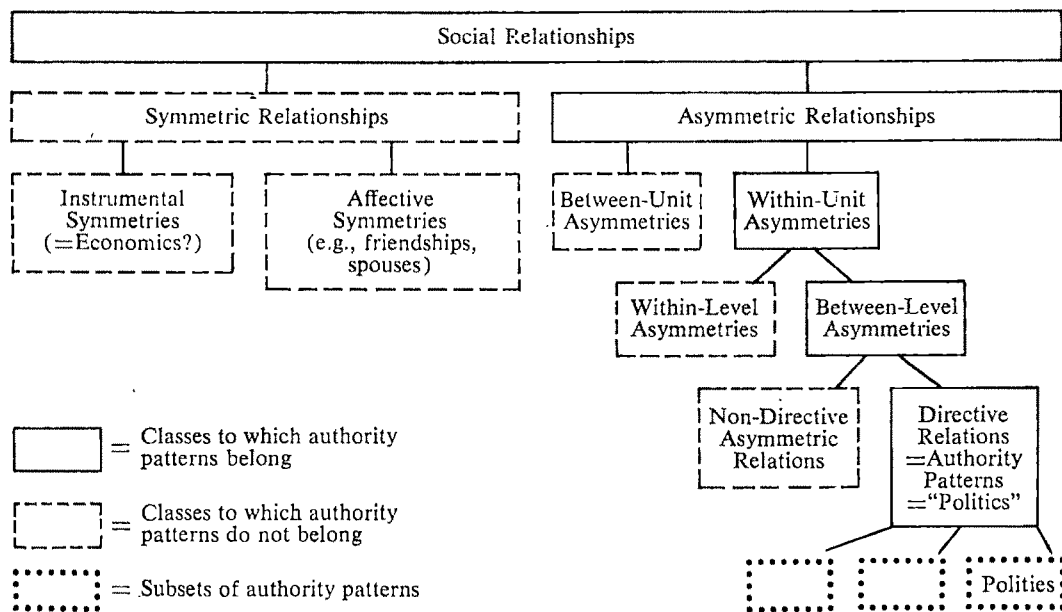 Social Relationships
Symmetric Relationships
Asymmetric Relationships
Instrumental
Symmetries
(=Economics?)
Affective
Symmetries
(e.g., friendships,
spouses)
Between-Unit
Asymmetries
Within-Unit
Asymmetries
Within-Level
Asymmetries
Between-Level
Asymmetries
Non-Directive
Asymmetric
Relations
Directive
Relations
=Authority
Patterns
=“Politics”
= Classes to which authority
patterns belong
= Classes to which authority
patterns do not belong
= Subsets of authority patterns
Polities